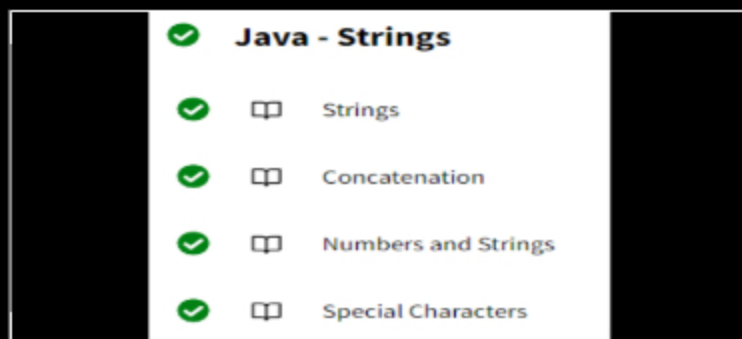 Java - Strings
Strings
Concatenation
Numbers and Strings
Special Characters